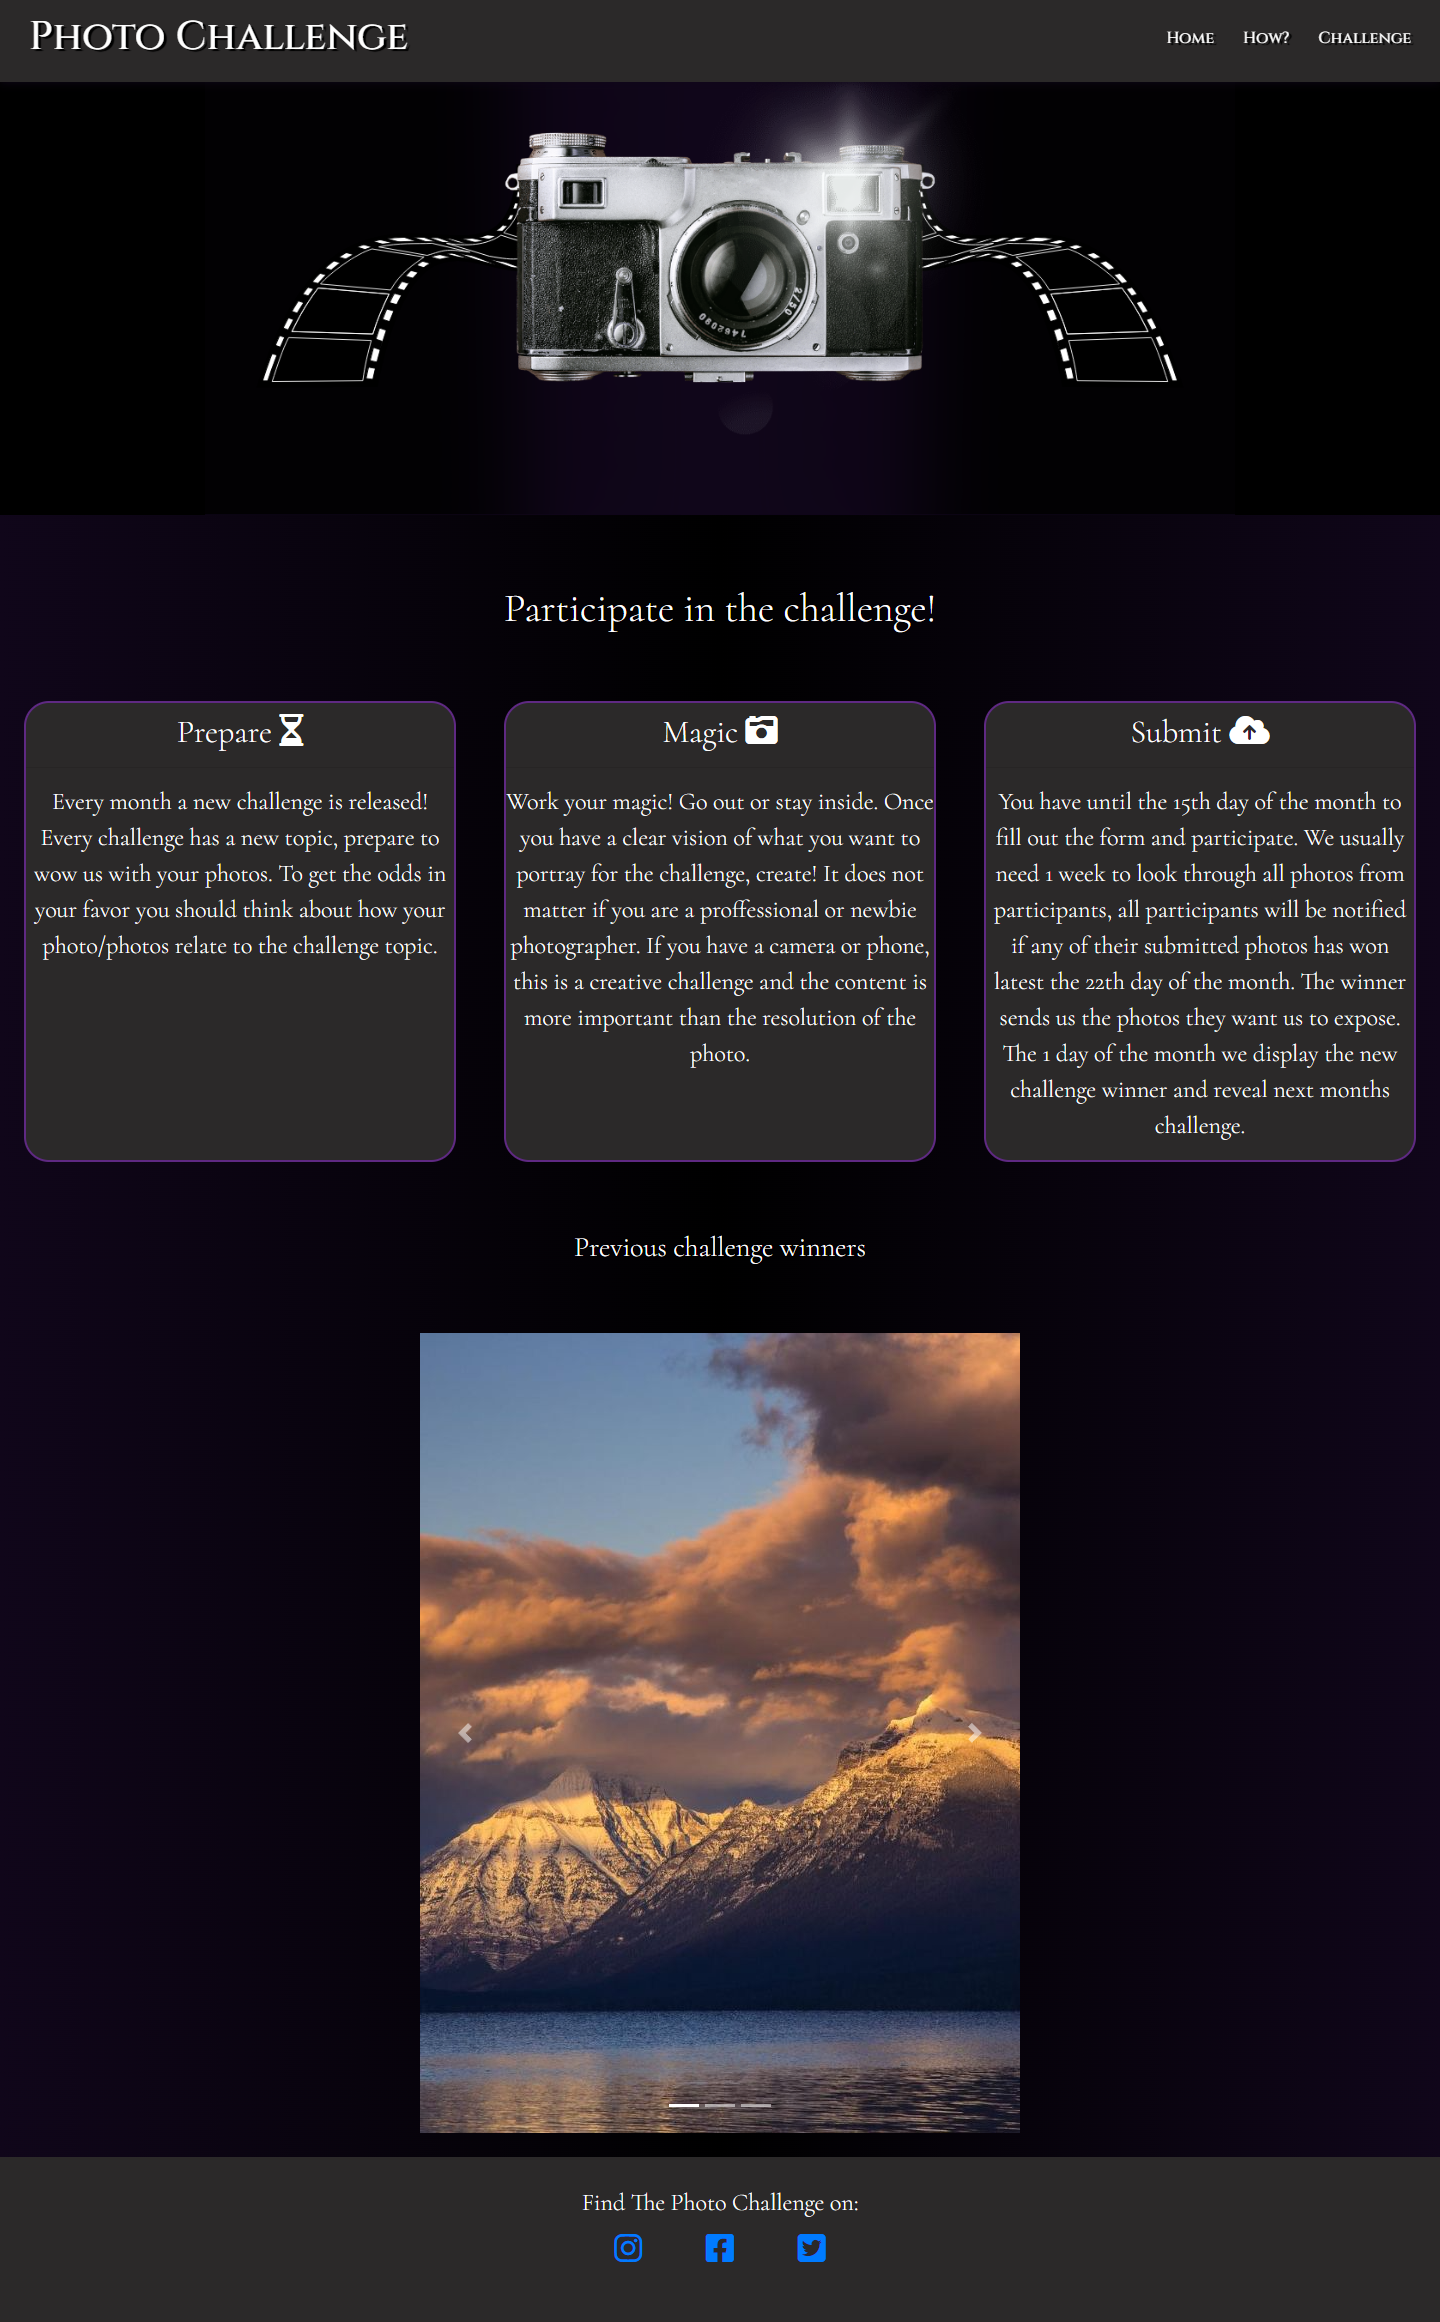 Photo Challenge
Home How? Challenge
2/50
7462090
Participate in the challenge!
Prepare
Every month a new challenge is released!
Every challenge has a new topic, prepare to
wow us with your photos. To get the odds in
your favor you should think about how your
photo/photos relate to the challenge topic.
Magic
Work your magic! Go out or stay inside. Once
you have a clear vision of what you want to
portray for the challenge, create! It does not
matter if you are a proffessional or newbie
photographer. If you have a camera or phone,
this is a creative challenge and the content is
more important than the resolution of the
photo.
Submit
You have until the 15th day of the month to
fill out the form and participate. We usually
need 1 week to look through all photos from
participants, all participants will be notified
if any of their submitted photos has won
latest the 22th day of the month. The winner
sends us the photos they want us to expose.
The 1 day of the month we display the new
challenge winner and reveal next months
challenge.
Previous challenge winners
Find The Photo Challenge on: